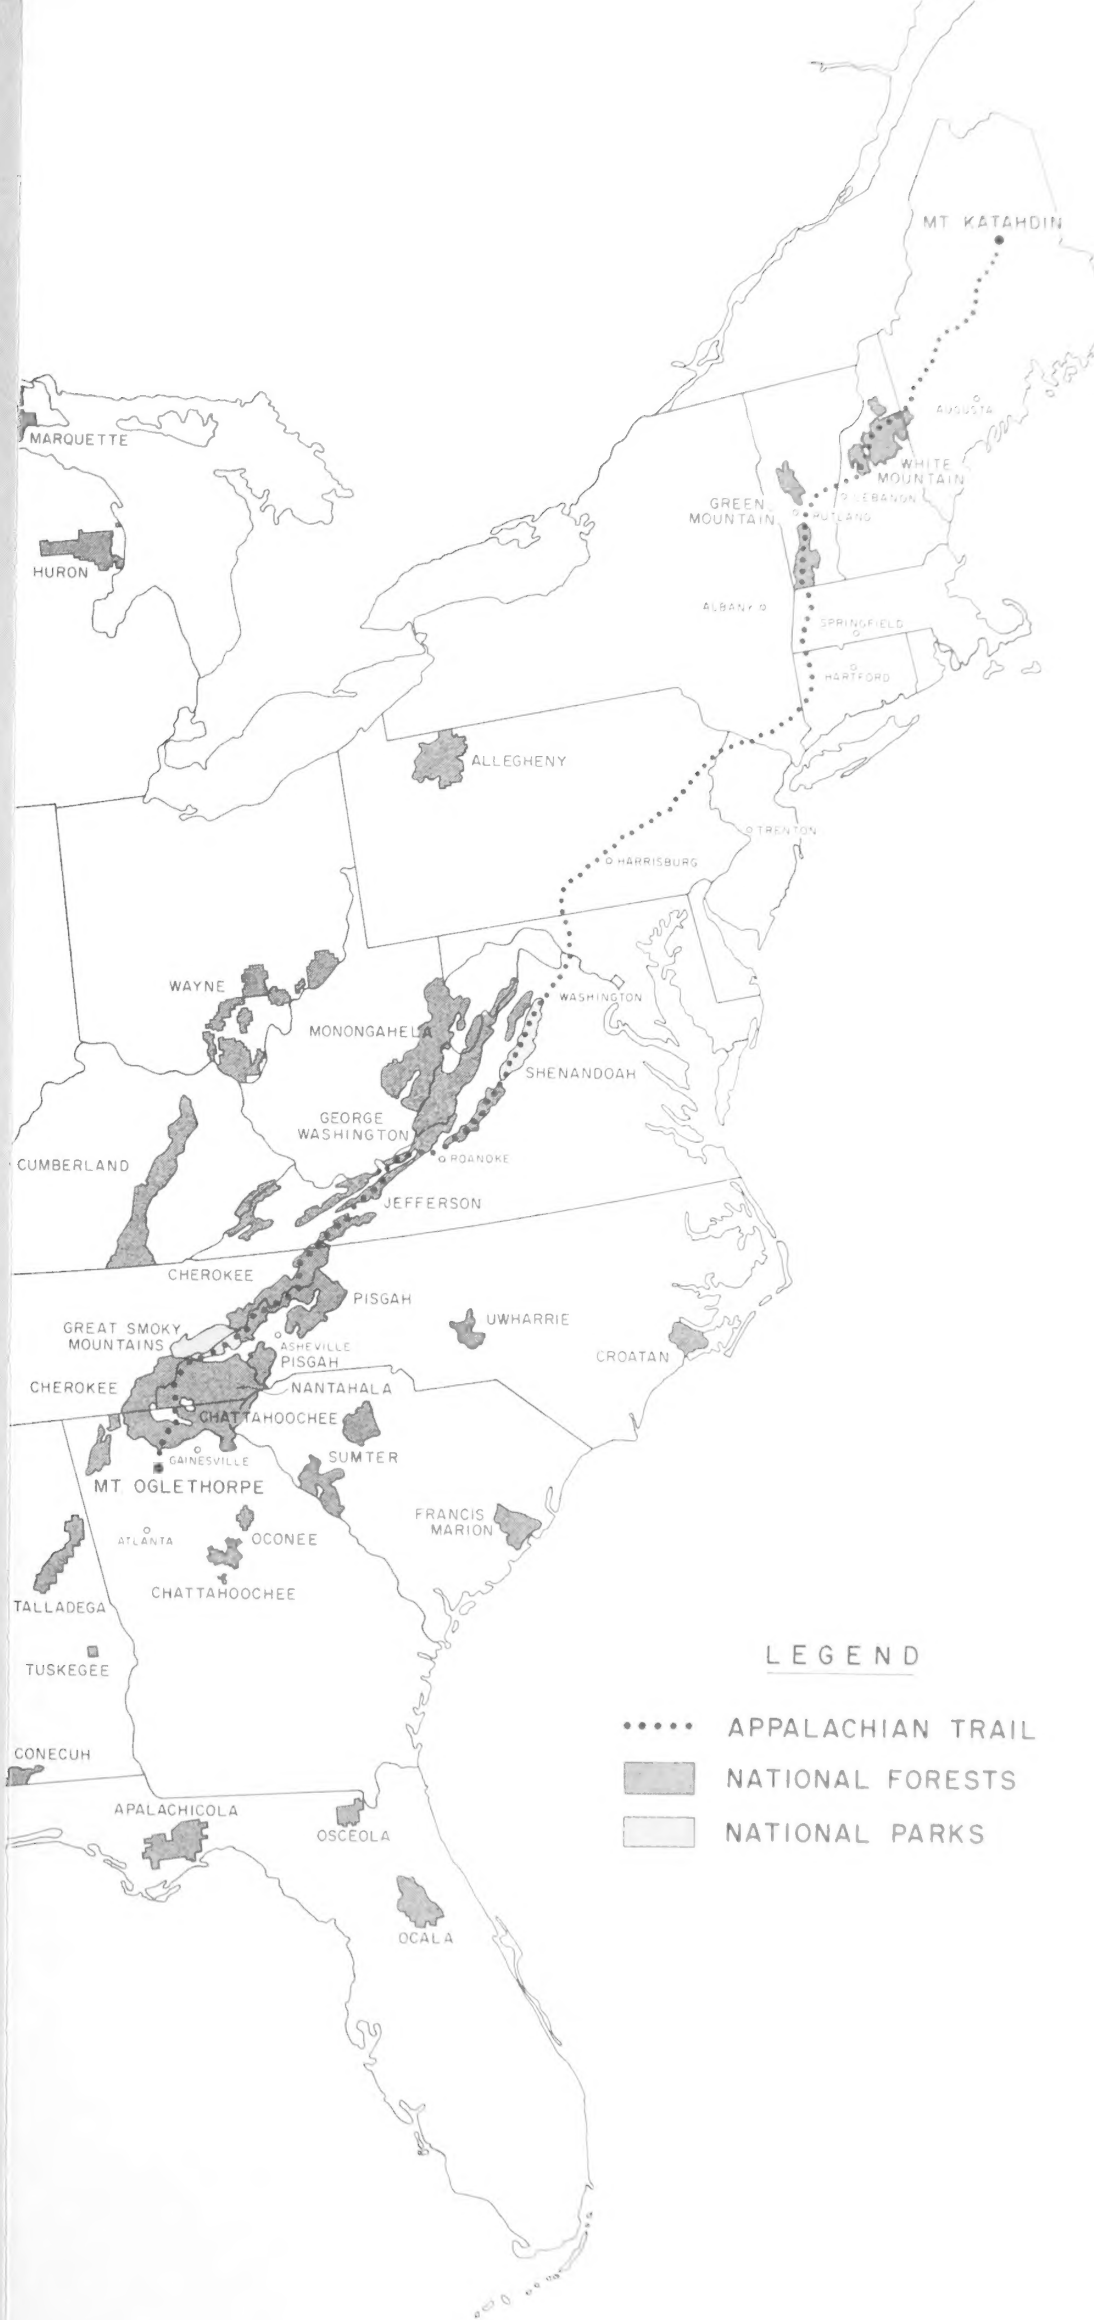 MT KATAHDIN
AUGUSTA
MARQUETTE
WHITE
MOUNTAIN
LEBANON
GREEN
MOUNTAIN
RUTLAND
HURON
ALBANY
SPRINGFIELD
HARTFORD
ALLEGHENY
TRENTON
HARRISBURG
WAYNE
WASHINGTON
MONONGAHELA
SHENANDOAH
GEORGE
WASHINGTON
ROANOKE
CUMBERLAND
JEFFERSON
CHEROKEE
PISGAH
UWHARRIE
GREAT SMOKY
MOUNTAINS
ASHEVILLE
CROATAN
PISGAH
CHEROKEE
NANTAHALA
CHATTAHOOCHEE
GAINESVILLE
SUMTER
MT OGLETHORPE
FRANCIS
MARION
ATLANTA
OCONEE
CHATTAHOOCHEE
TALLADEGA
TUSKEGEE
LEGEND
APPALACHIAN TRAIL
CONECUH
NATIONAL FORESTS
APALACHICOLA
OSCEOLA
NATIONAL PARKS
OCALA